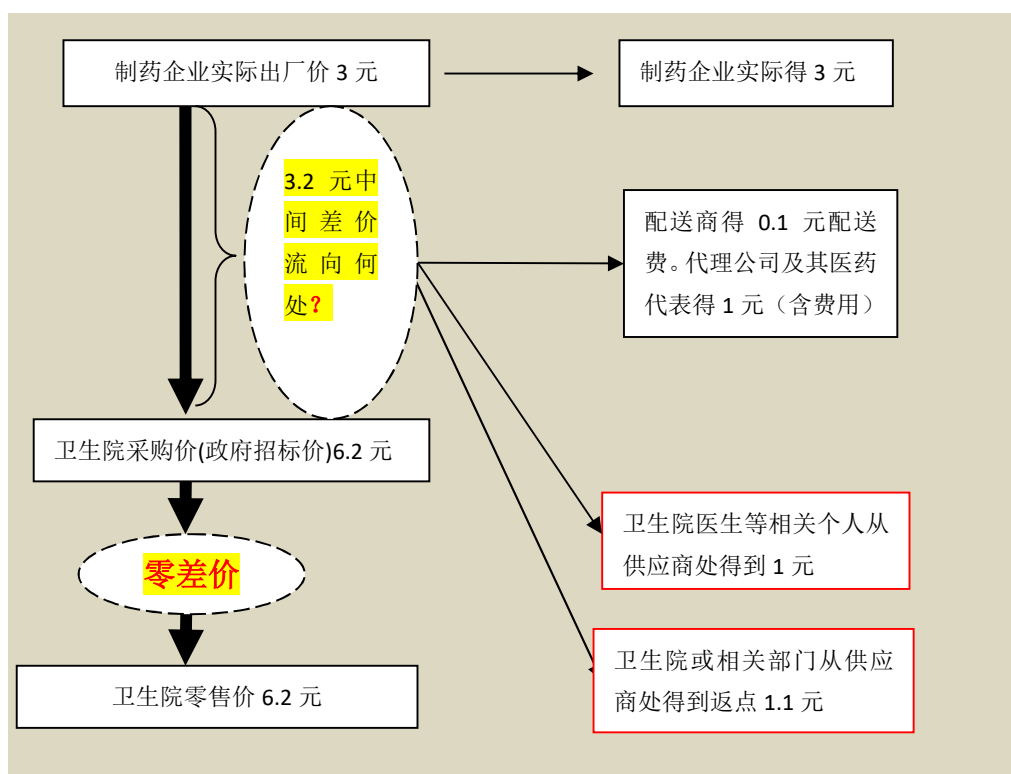 制药企业实际出厂价 3 元
制药企业实际得 3 元
3.2 元中
间差价
流向何
处？
配送商得 0.1 元配送
费。代理公司及其医药
代表得 1 元（含费用）
卫生院采购价(政府招标价)6.2 元
卫生院医生等相关个人从
供应商处得到 1 元
零差价
卫生院或相关部门从供应
商处得到返点 1.1 元
卫生院零售价 6.2 元